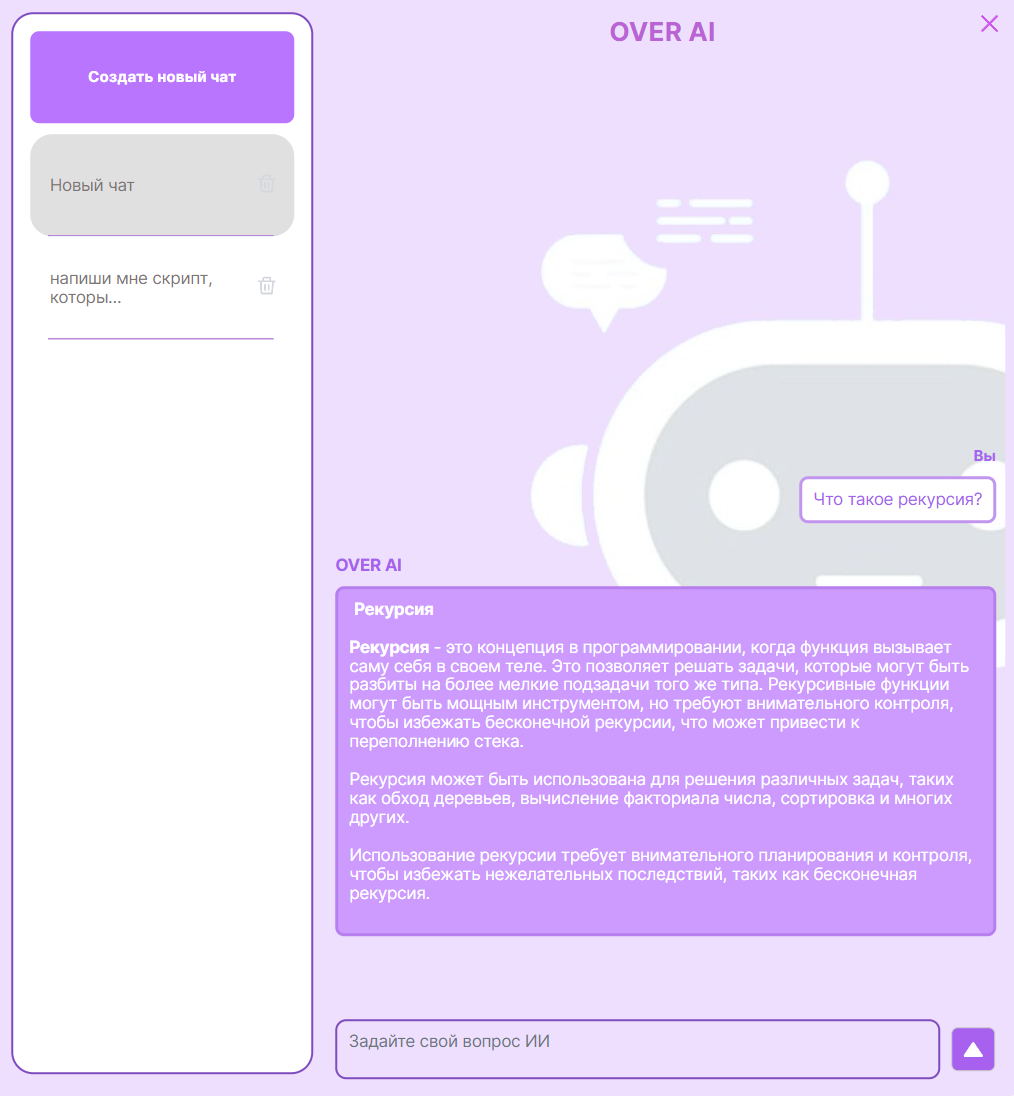 Создать новый чат
Новый чат
напиши мне скрипт,
которы...
OVER AI
Вы
Что такое рекурсия?
OVER AI
Рекурсия
Рекурсия - это концепция в программировании, когда функция вызывает
саму себя в своем теле. Это позволяет решать задачи, которые могут быть
разбиты на более мелкие подзадачи того же типа. Рекурсивные функции
могут быть мощным инструментом, но требуют внимательного контроля,
чтобы избежать бесконечной рекурсии, что может привести к
переполнению стека.
Рекурсия может быть использована для решения различных задач, таких
как обход деревьев, вычисление факториала числа, сортировка и многих
других.
Использование рекурсии требует внимательного планирования и контроля,
чтобы избежать нежелательных последствий, таких как бесконечная
рекурсия.
Задайте свой вопрос ИИ